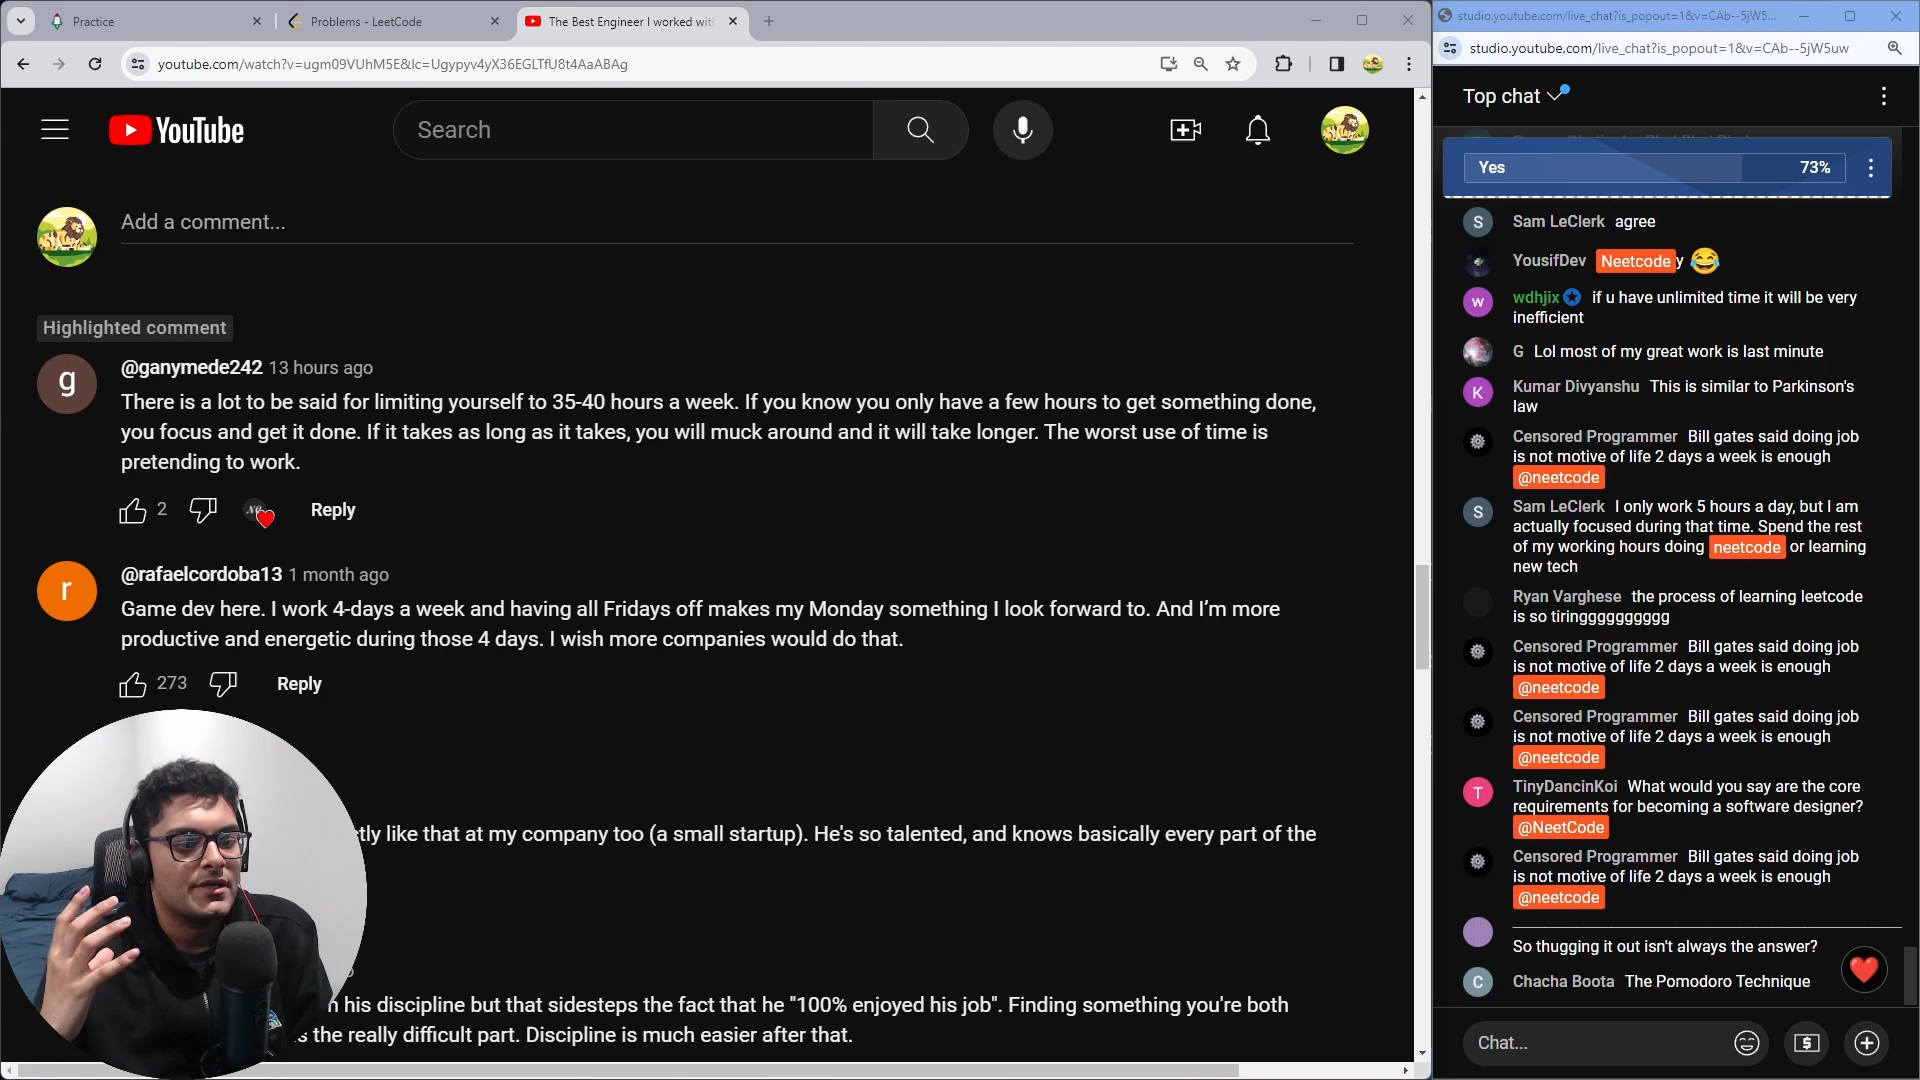 Practice
Problems - LeetCode
The Best Engineer I worked with
youtube.com/watch?v=ugm09VUhM5E&lc=Ugypyv4yX36EGLTfU8t4AaABAg
YouTube
Search
Add a comment...
Highlighted comment
@ganymede242 13 hours ago
g
There is a lot to be said for limiting yourself to 35-40 hours a week. If you know you only have a few hours to get something done,
you focus and get it done. If it takes as long as it takes, you will muck around and it will take longer. The worst use of time is
pretending to work.
2
Reply
@rafaelcordoba13 1 month ago
r
Game dev here. I work 4-days a week and having all Fridays off makes my Monday something I look forward to. And I'm more
productive and energetic during those 4 days. I wish more companies would do that.
273
Reply
tly like that at my company too (a small startup). He's so talented, and knows basically every part of the
his discipline but that sidesteps the fact that he "100% enjoyed his job". Finding something you're both
s the really difficult part. Discipline is much easier after that.
studio.youtube.com/live_chat?is_popout=1&v=CAb--5jW5...
studio.youtube.com/live_chat?is_popout=1&v=CAb--5jW5uw
Top chat
Yes 73%
S
Sam LeClerk agree
YousifDev Neetcode y 😂
W
wdhjix if u have unlimited time it will be very
inefficient
G Lol most of my great work is last minute
K
Kumar Divyanshu This is similar to Parkinson's
law
Censored Programmer Bill gates said doing job
is not motive of life 2 days a week is enough
@neetcode
S
Sam LeClerk I only work 5 hours a day, but I am
actually focused during that time. Spend the rest
of my working hours doing neetcode or learning
new tech
Ryan Varghese the process of learning leetcode
is so tiringggggggggg
Censored Programmer Bill gates said doing job
is not motive of life 2 days a week is enough
@neetcode
Censored Programmer Bill gates said doing job
is not motive of life 2 days a week is enough
@neetcode
T
TinyDancinKoi What would you say are the core
requirements for becoming a software designer?
@NeetCode
Censored Programmer Bill gates said doing job
is not motive of life 2 days a week is enough
@neetcode
So thugging it out isn't always the answer?
C
Chacha Boota The Pomodoro Technique
Chat...